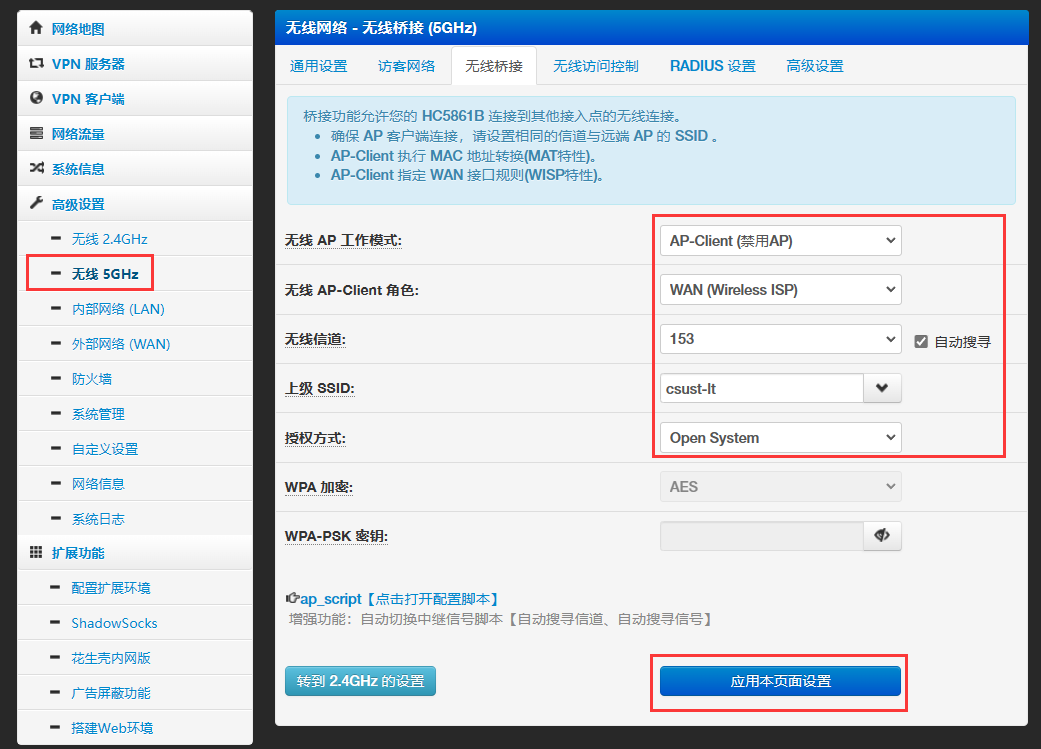 网络地图
VPN 服务器
VPN 客户端
网络流量
系统信息
高级设置
无线 2.4GHz
无线 5GHz
内部网络 (LAN)
外部网络 (WAN)
防火墙
系统管理
自定义设置
网络信息
系统日志
扩展功能
配置扩展环境
ShadowSocks
花生壳内网版
广告屏蔽功能
搭建Web环境
无线网络 - 无线桥接 (5GHz)
通用设置 访客网络 无线桥接 无线访问控制 RADIUS 设置 高级设置
桥接功能允许您的 HC5861B 连接到其他接入点的无线连接。
确保 AP 客户端连接，请设置相同的信道与远端 AP 的 SSID 。
AP-Client 执行 MAC 地址转换(MAT特性)。
AP-Client 指定 WAN 接口规则(WISP特性)。
无线 AP 工作模式: AP-Client (禁用AP)
无线 AP-Client 角色: WAN (Wireless ISP)
无线信道: 153 自动搜寻
上级 SSID: csust-lt
授权方式: Open System
WPA 加密: AES
WPA-PSK 密钥:
ap_script【点击打开配置脚本】
增强功能：自动切换中继信号脚本【自动搜寻信道、自动搜寻信号】
转到 2.4GHz 的设置 应用本页面设置